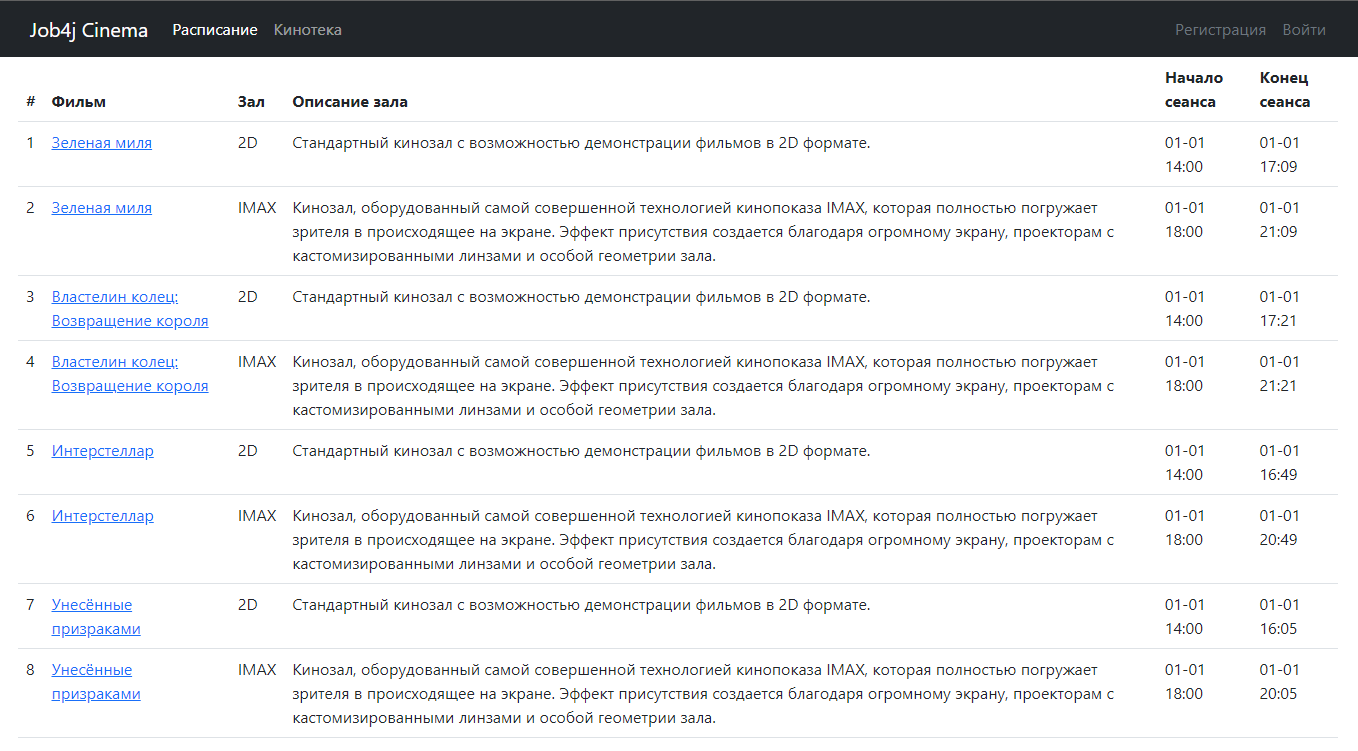 Job4j Cinema Расписание Кинотека Регистрация Войти
# Фильм Зал Описание зала Начало сеанса Конец сеанса
1 Зеленая миля 2D Стандартный кинозал с возможностью демонстрации фильмов в 2D формате. 01-01 01-01
14:00 17:09
2 Зеленая миля IMAX Кинозал, оборудованный самой совершенной технологией кинопоказа IMAX, которая полностью погружает 01-01 01-01
зрителя в происходящее на экране. Эффект присутствия создается благодаря огромному экрану, проекторам с 18:00 21:09
кастомизированными линзами и особой геометрии зала.
3 Властелин колец: 2D Стандартный кинозал с возможностью демонстрации фильмов в 2D формате. 01-01 01-01
Возвращение короля 14:00 17:21
4 Властелин колец: IMAX Кинозал, оборудованный самой совершенной технологией кинопоказа IMAX, которая полностью погружает 01-01 01-01
Возвращение короля зрителя в происходящее на экране. Эффект присутствия создается благодаря огромному экрану, проекторам с 18:00 21:21
кастомизированными линзами и особой геометрии зала.
5 Интерстеллар 2D Стандартный кинозал с возможностью демонстрации фильмов в 2D формате. 01-01 01-01
14:00 16:49
6 Интерстеллар IMAX Кинозал, оборудованный самой совершенной технологией кинопоказа IMAX, которая полностью погружает 01-01 01-01
зрителя в происходящее на экране. Эффект присутствия создается благодаря огромному экрану, проекторам с 18:00 20:49
кастомизированными линзами и особой геометрии зала.
7 Унесённые 2D Стандартный кинозал с возможностью демонстрации фильмов в 2D формате. 01-01 01-01
призраками 14:00 16:05
8 Унесённые IMAX Кинозал, оборудованный самой совершенной технологией кинопоказа IMAX, которая полностью погружает 01-01 01-01
призраками зрителя в происходящее на экране. Эффект присутствия создается благодаря огромному экрану, проекторам с 18:00 20:05
кастомизированными линзами и особой геометрии зала.